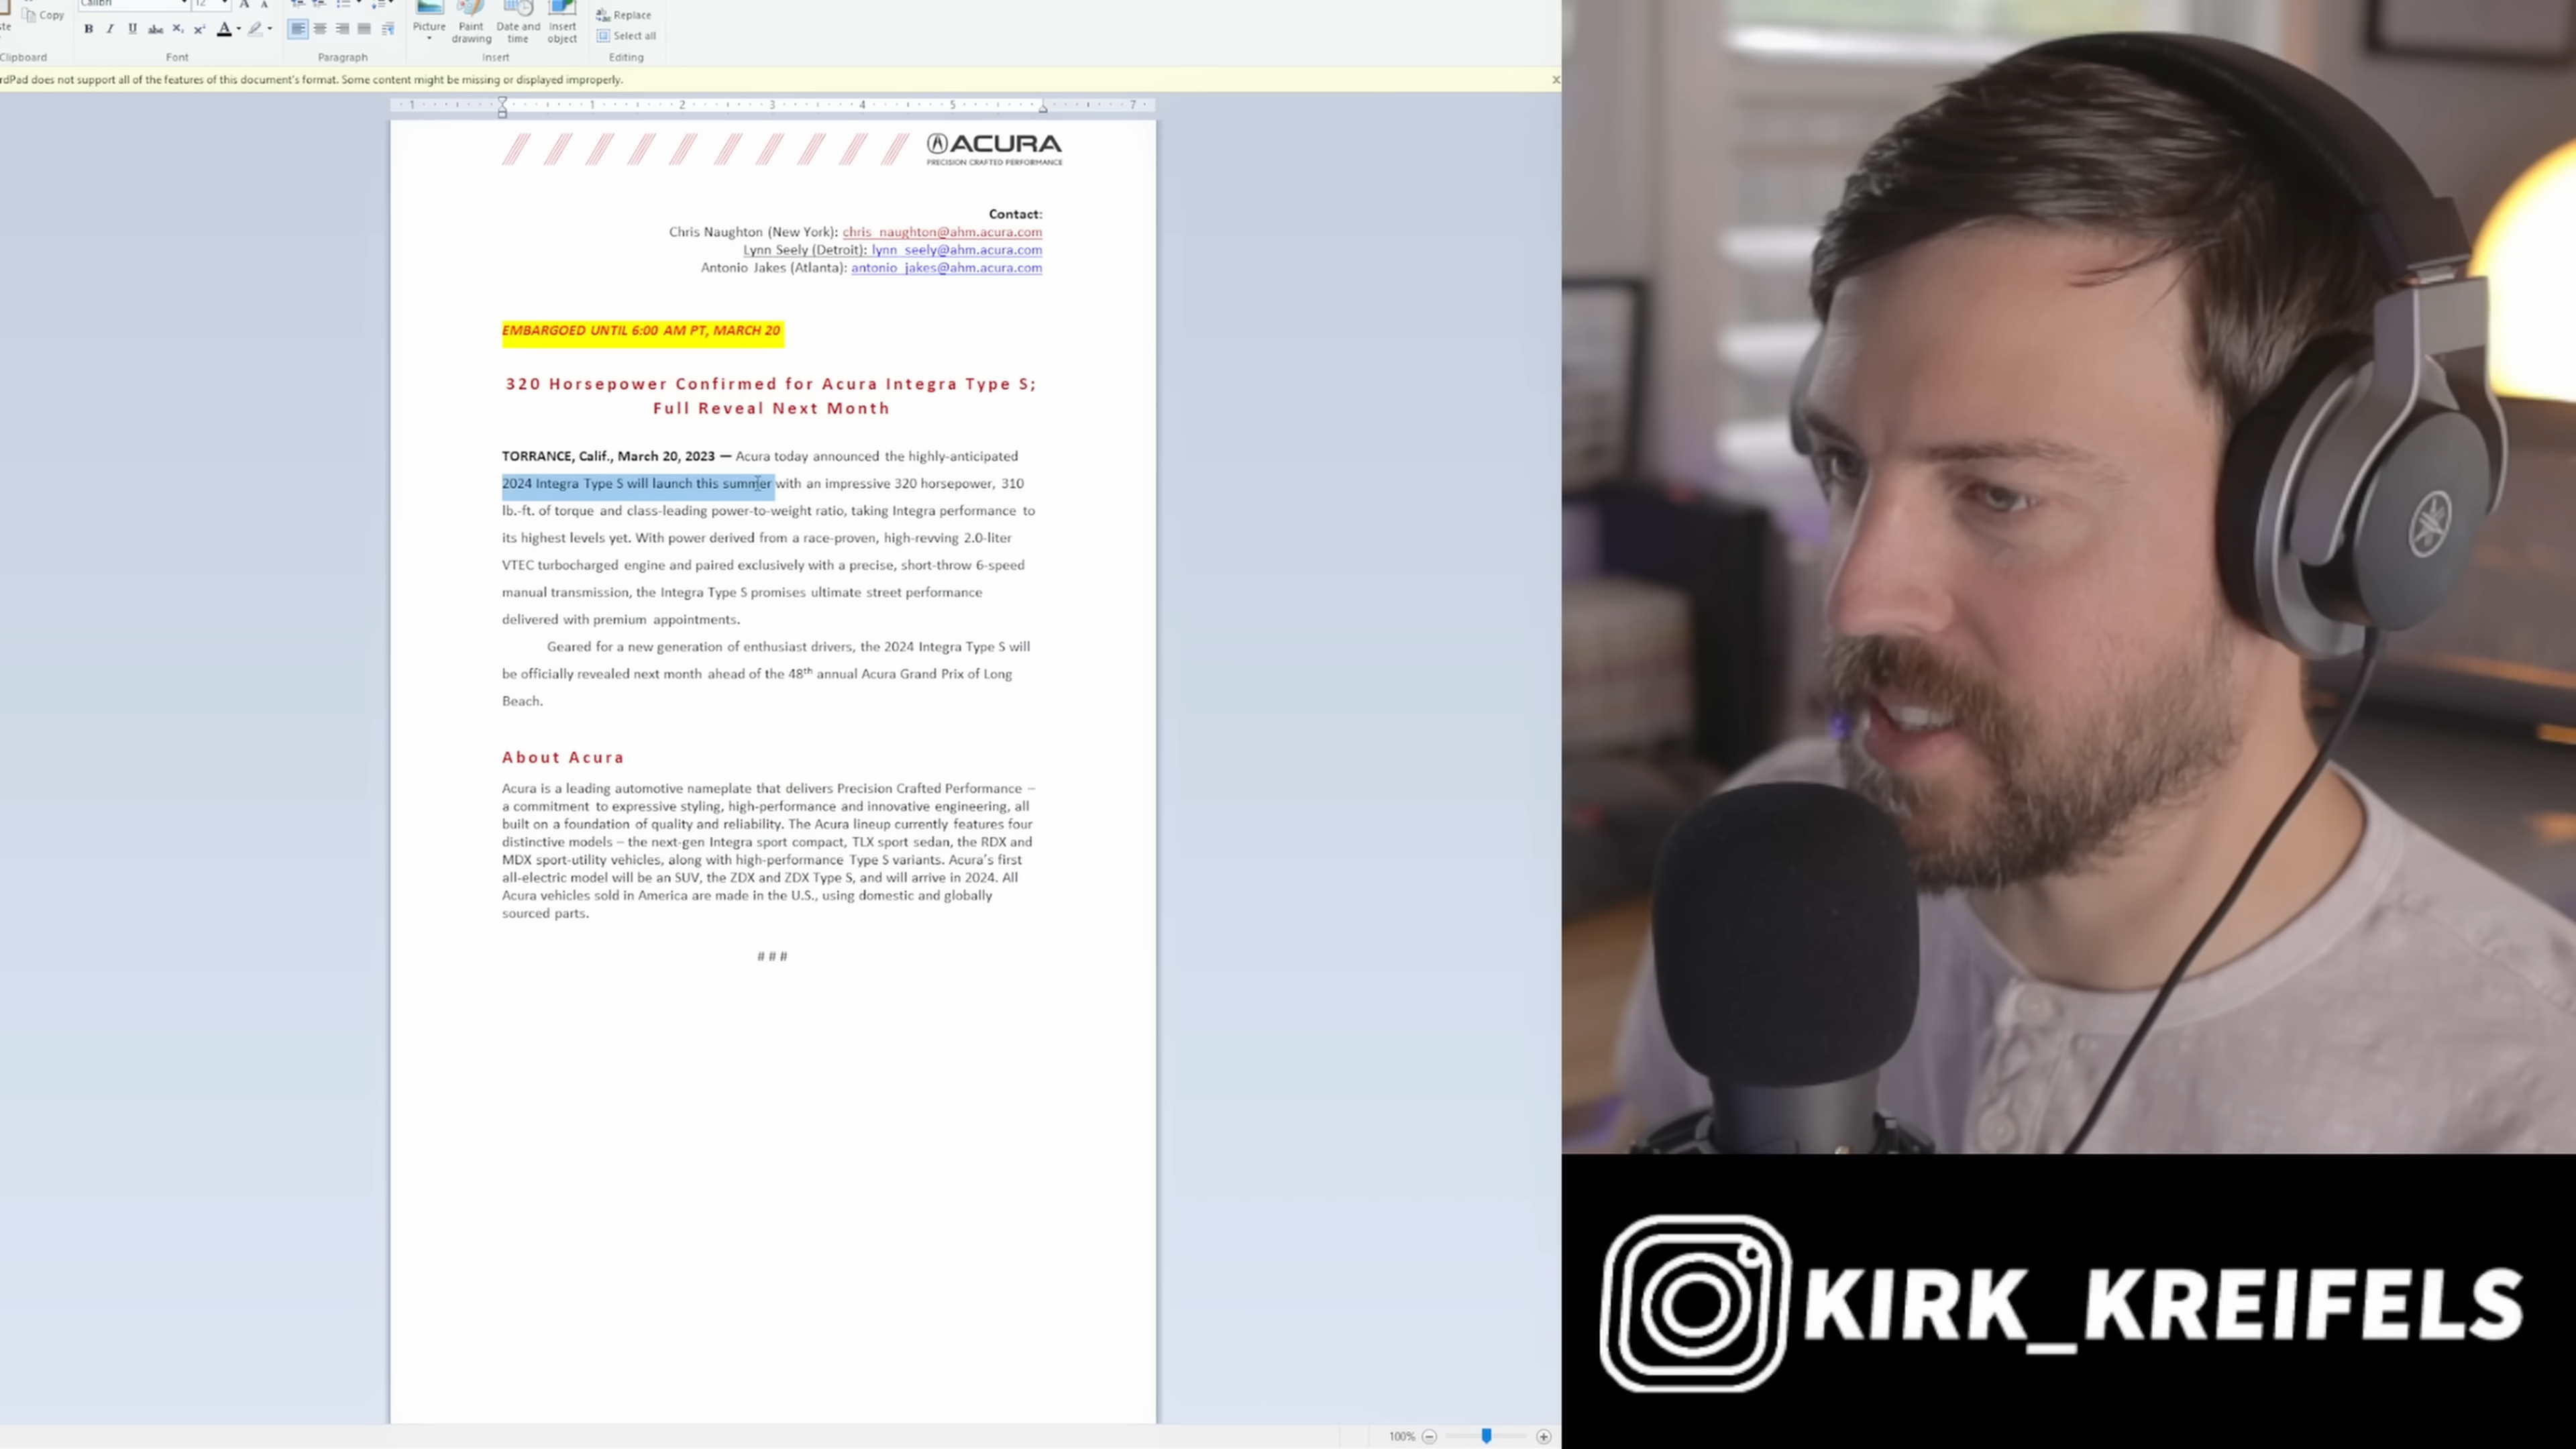 Copy
Calibri
12
Replace
Select all
Picture
Paint drawing
Date and time
Insert object
Clipboard
Font
Paragraph
Insert
Editing
rdPad does not support all of the features of this document's format. Some content might be missing or displayed improperly.
1 1 2 3 4 5 7
ACURA
PRECISION CRAFTED PERFORMANCE
Contact:
Chris Naughton (New York): chris_naughton@ahm.acura.com
Lynn Seely (Detroit): lynn_seely@ahm.acura.com
Antonio Jakes (Atlanta): antonio_jakes@ahm.acura.com
EMBARGOED UNTIL 6:00 AM PT, MARCH 20
320 Horsepower Confirmed for Acura Integra Type S;
Full Reveal Next Month
TORRANCE, Calif., March 20, 2023 — Acura today announced the highly-anticipated
2024 Integra Type S will launch this summer with an impressive 320 horsepower, 310
lb.-ft. of torque and class-leading power-to-weight ratio, taking Integra performance to
its highest levels yet. With power derived from a race-proven, high-revving 2.0-liter
VTEC turbocharged engine and paired exclusively with a precise, short-throw 6-speed
manual transmission, the Integra Type S promises ultimate street performance
delivered with premium appointments.
Geared for a new generation of enthusiast drivers, the 2024 Integra Type S will
be officially revealed next month ahead of the 48th annual Acura Grand Prix of Long
Beach.
About Acura
Acura is a leading automotive nameplate that delivers Precision Crafted Performance –
a commitment to expressive styling, high-performance and innovative engineering, all
built on a foundation of quality and reliability. The Acura lineup currently features four
distinctive models – the next-gen Integra sport compact, TLX sport sedan, the RDX and
MDX sport-utility vehicles, along with high-performance Type S variants. Acura's first
all-electric model will be an SUV, the ZDX and ZDX Type S, and will arrive in 2024. All
Acura vehicles sold in America are made in the U.S., using domestic and globally
sourced parts.
# # #
100%
KIRK_KREIFELS